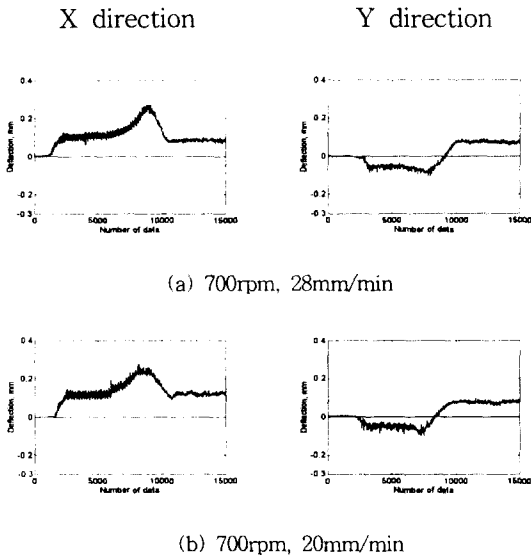 X direction Y direction
0.4
0.2
0
-0.2
-0.3
Deflection, mm
0 5000 10000 15000
Number of data
0.4
0.2
0
-0.2
-0.3
Deflection, mm
0 5000 10000 15000
Number of data
(a) 700rpm, 28mm/min
0.4
0.2
0
-0.2
-0.3
Deflection, mm
0 5000 10000 15000
Number of data
0.4
0.2
0
-0.2
-0.3
Deflection, mm
0 5000 10000 15000
Number of data
(b) 700rpm, 20mm/min